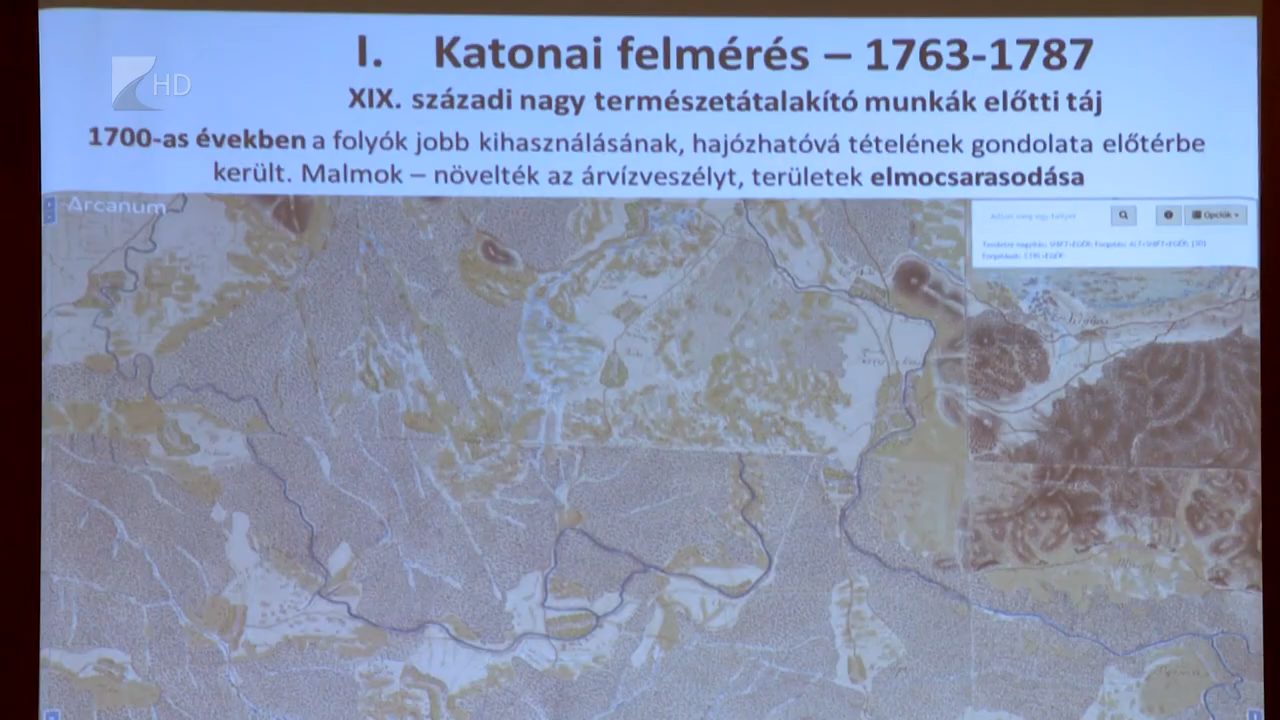 I. Katonai felmérés – 1763-1787
HD
XIX. századi nagy természetátalakító munkák előtti táj
1700-as években a folyók jobb kihasználásának, hajózhatóvá tételének gondolata előtérbe
került. Malmok – növelték az árvízveszélyt, területek elmocsarasodása
Arcanum
Opciók